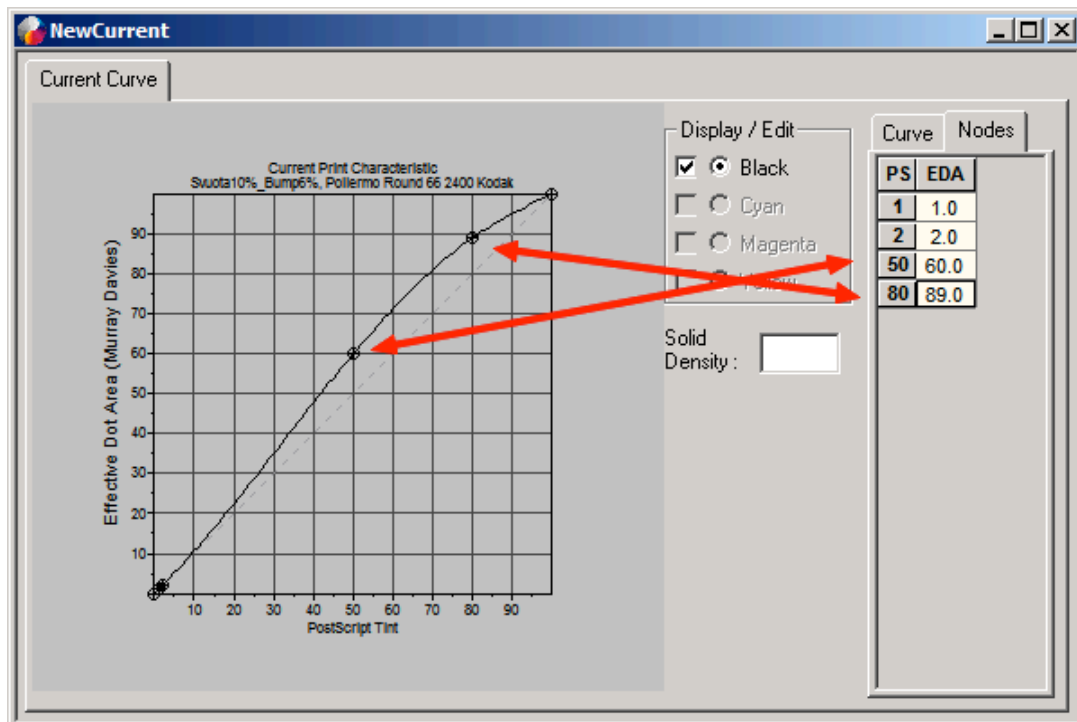 NewCurrent
Current Curve
Current Print Characteristic
Svuota10%_Bump6%, Poliermo Round 66 2400 Kodak
Effective Dot Area (Murray Davies)
90
80
70
60
50
40
30
20
10
10 20 30 40 50 60 70 80 90
PostScript Tint
Display / Edit
Black
Cyan
Magenta
Yellow
Solid
Density :
Curve Nodes
PS EDA
1 1.0
2 2.0
50 60.0
80 89.0